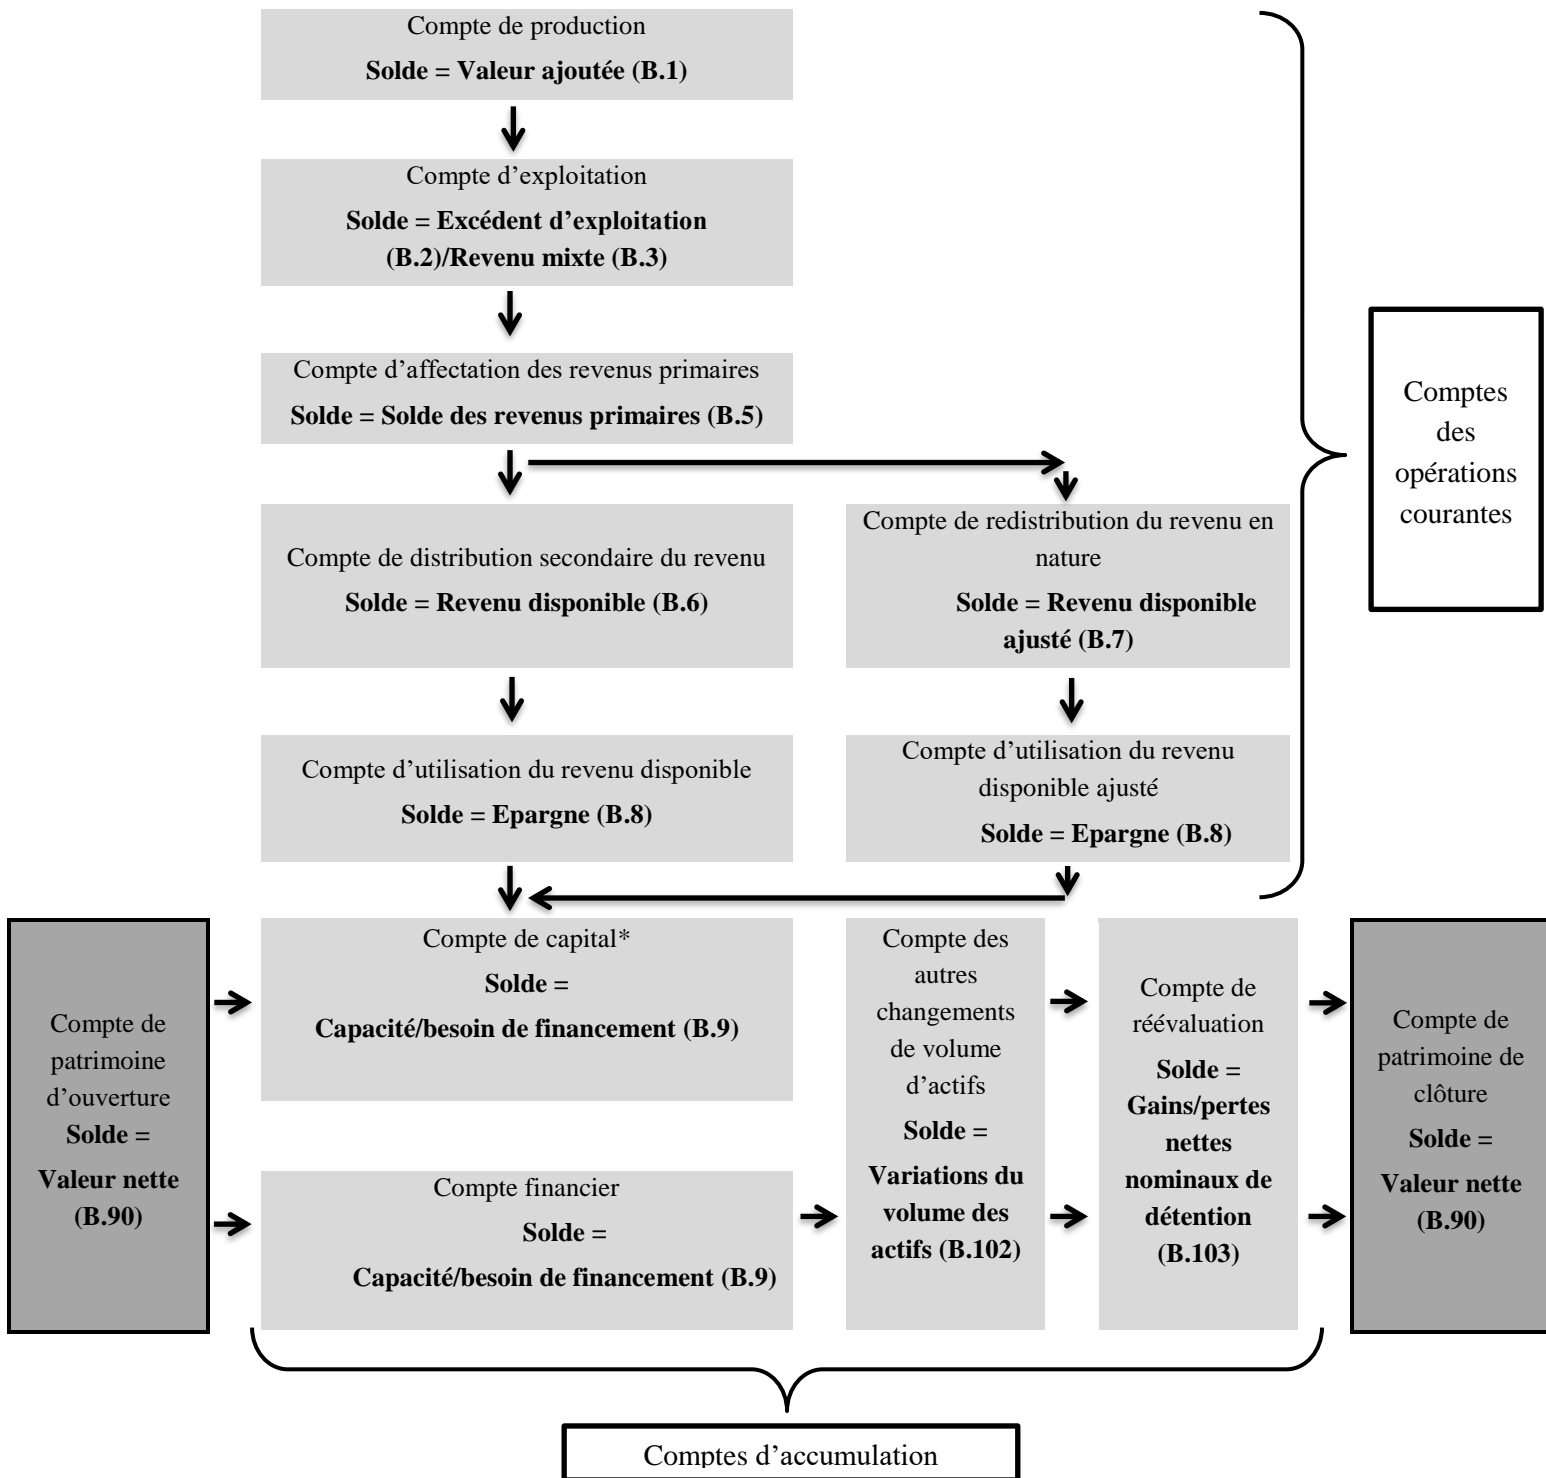 Compte de production
Solde = Valeur ajoutée (B.1)
Compte d’exploitation
Solde = Excédent d’exploitation
(B.2)/Revenu mixte (B.3)
Compte d’affectation des revenus primaires
Solde = Solde des revenus primaires (B.5)
Comptes
des
opérations
courantes
Compte de distribution secondaire du revenu
Solde = Revenu disponible (B.6)
Compte de redistribution du revenu en
nature
Solde = Revenu disponible
ajusté (B.7)
Compte d’utilisation du revenu disponible
Solde = Epargne (B.8)
Compte d’utilisation du revenu
disponible ajusté
Solde = Epargne (B.8)
Compte de
patrimoine
d’ouverture
Solde =
Valeur nette
(B.90)
Compte de capital*
Solde =
Capacité/besoin de financement (B.9)
Compte financier
Solde =
Capacité/besoin de financement (B.9)
Compte des
autres
changements
de volume
d’actifs
Solde =
Variations du
volume des
actifs (B.102)
Compte de
réévaluation
Solde =
Gains/pertes
nettes
nominaux de
détention
(B.103)
Compte de
patrimoine de
clôture
Solde =
Valeur nette
(B.90)
Comptes d’accumulation